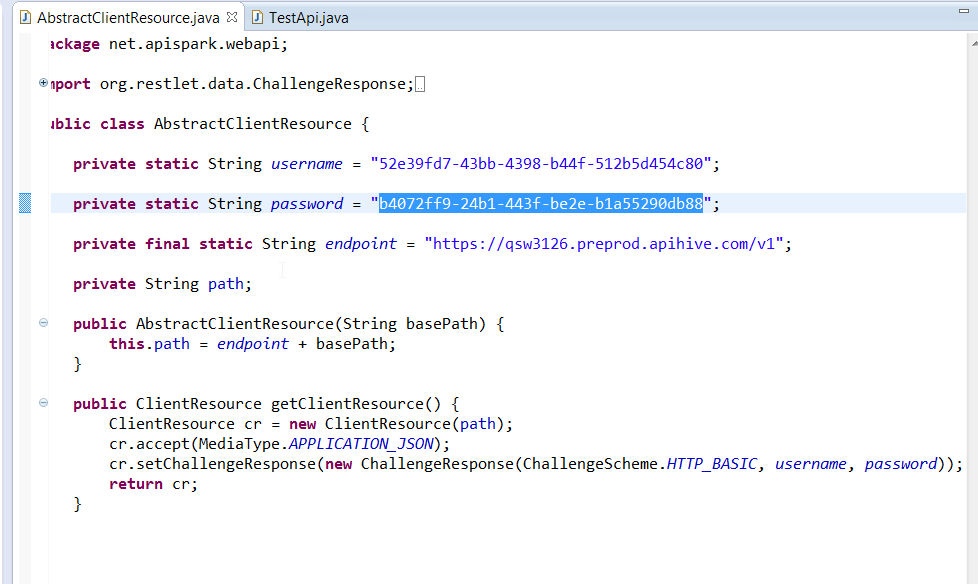 AbstractClientResource.java TestApi.java
ackage net.apispark.webapi;
mport org.restlet.data.ChallengeResponse;
ublic class AbstractClientResource {
private static String username = "52e39fd7-43bb-4398-b44f-512b5d454c80";
private static String password = "b4072ff9-24b1-443f-be2e-b1a55290db88";
private final static String endpoint = "https://qsw3126.preprod.apihive.com/v1";
private String path;
public AbstractClientResource(String basePath) {
this.path = endpoint + basePath;
}
public ClientResource getClientResource() {
ClientResource cr = new ClientResource(path);
cr.accept(MediaType.APPLICATION_JSON);
cr.setChallengeResponse(new ChallengeResponse(ChallengeScheme.HTTP_BASIC, username, password));
return cr;
}